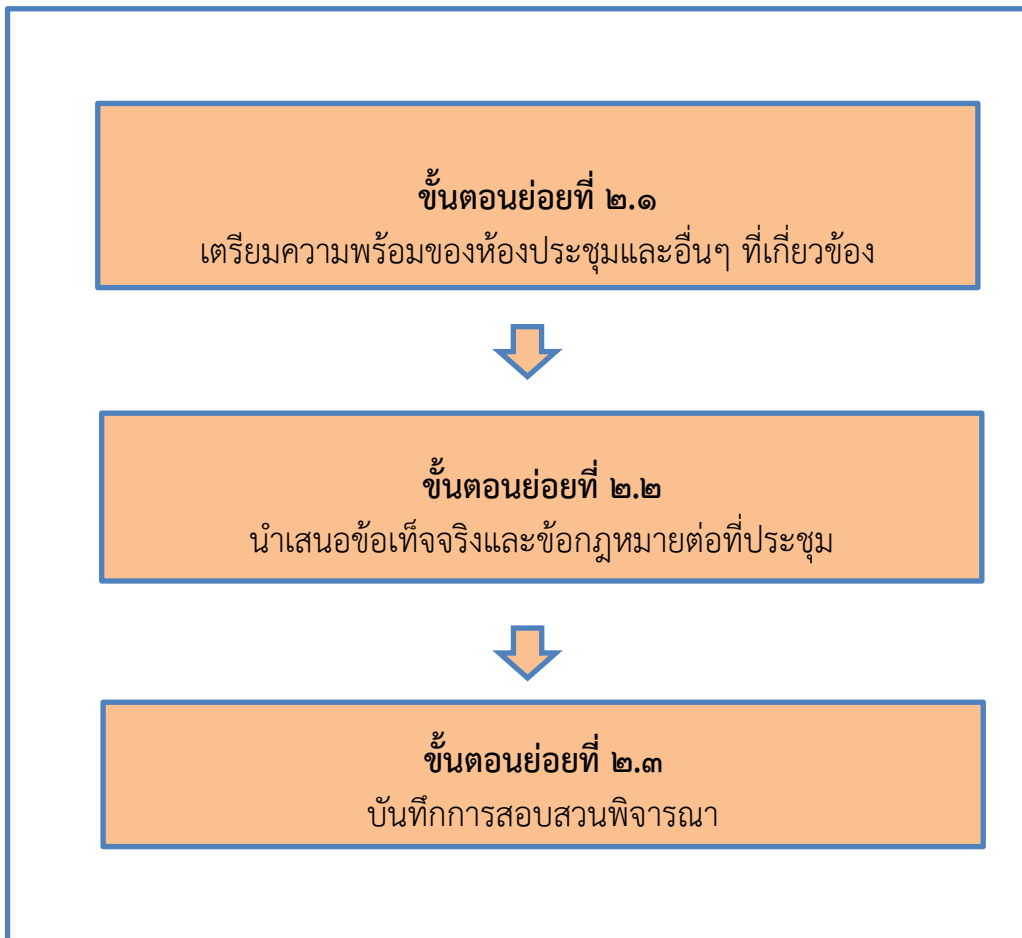 ขั้นตอนย่อยที่ ๒.๑
เตรียมความพร้อมของห้องประชุมและอื่นๆ ที่เกี่ยวข้อง
ขั้นตอนย่อยที่ ๒.๒
นำเสนอข้อเท็จจริงและข้อกฎหมายต่อที่ประชุม
ขั้นตอนย่อยที่ ๒.๓
บันทึกการสอบสวนพิจารณา